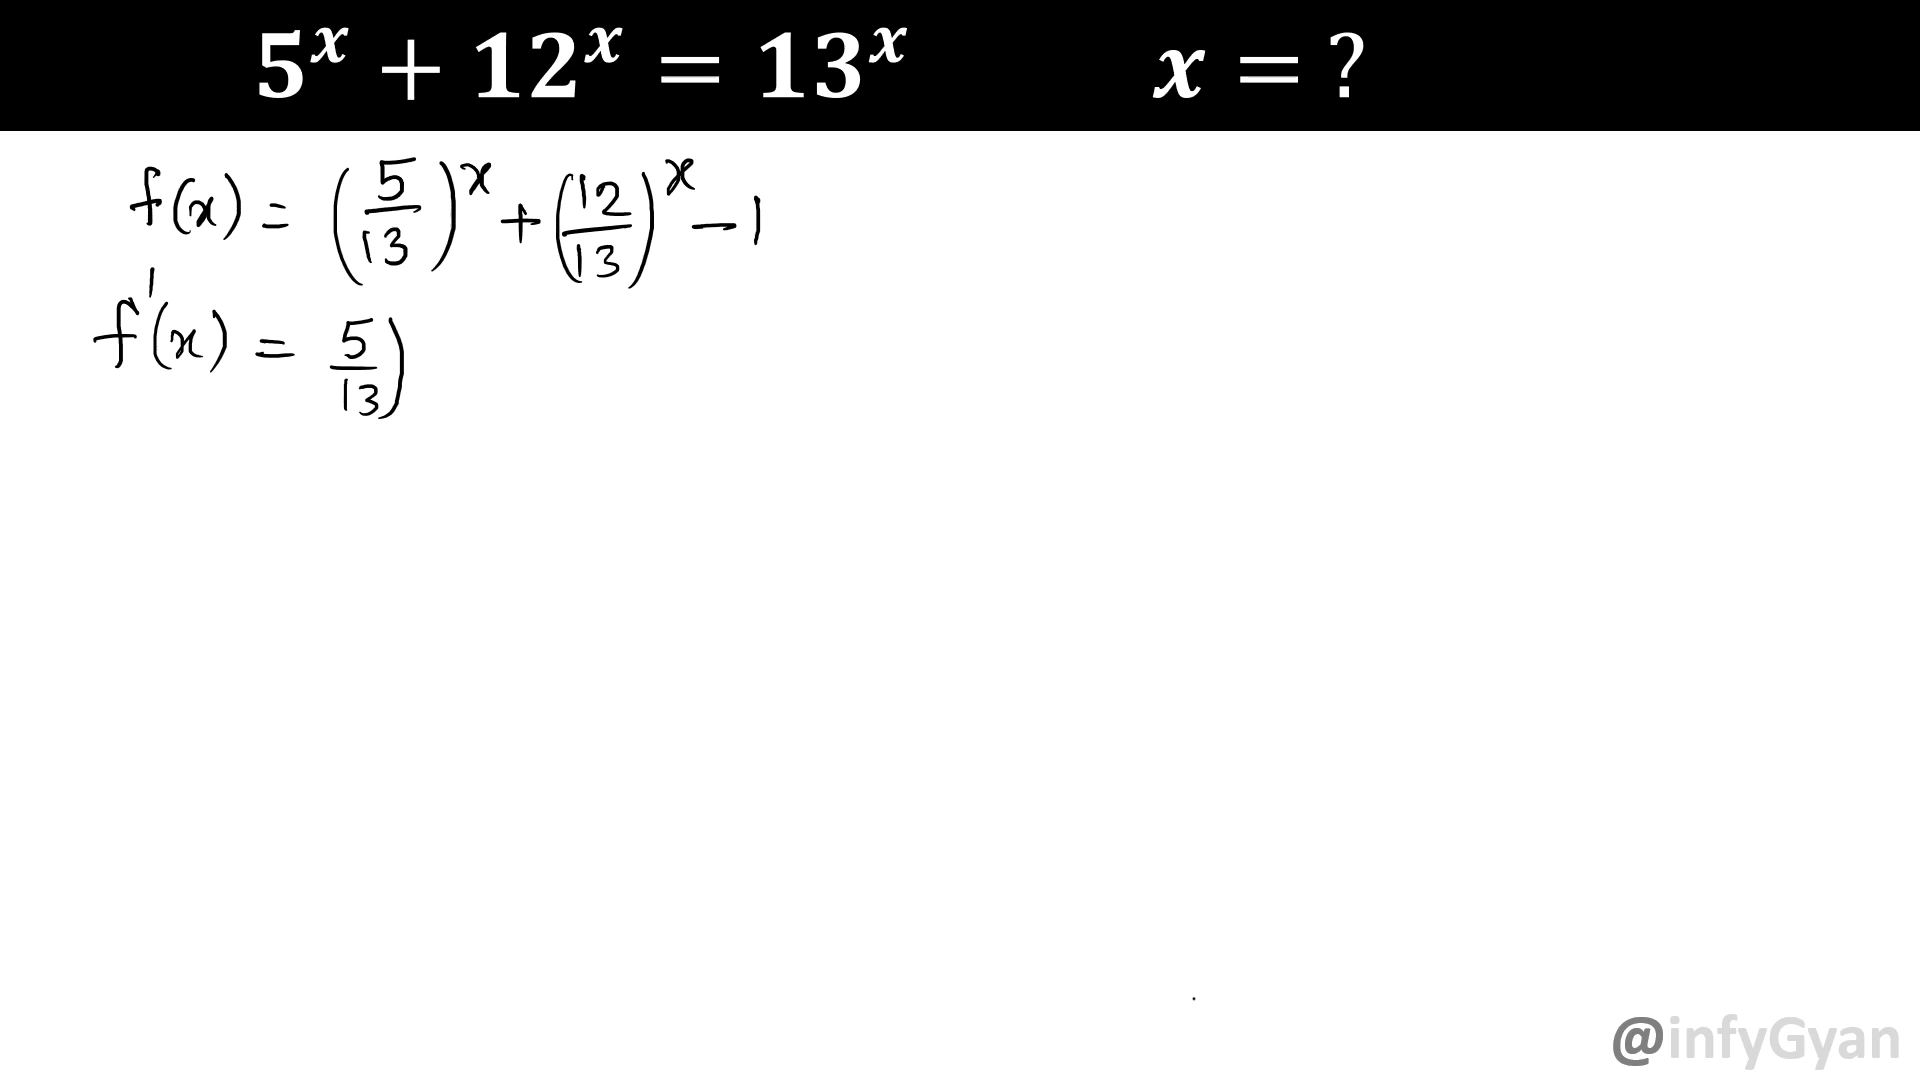 5^x + 12^x = 13^x x = ?
f(x) = (5/13)^x + (12/13)^x - 1
f'(x) = 5/13)
@infyGyan